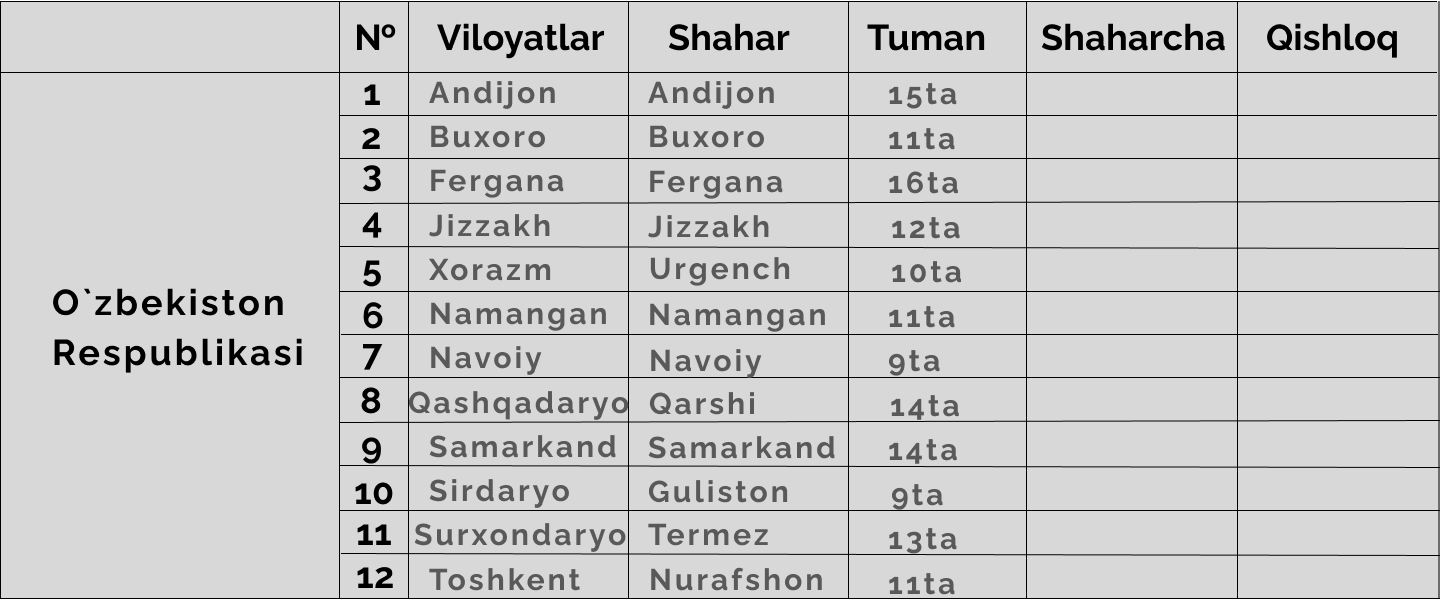 Nº Viloyatlar Shahar Tuman Shaharcha Qishloq
1 Andijon Andijon 15ta
2 Buxoro Buxoro 11ta
3 Fergana Fergana 16ta
4 Jizzakh Jizzakh 12ta
5 Xorazm Urgench 10ta
6 Namangan Namangan 11ta
7 Navoiy Navoiy 9ta
8 Qashqadaryo Qarshi 14ta
9 Samarkand Samarkand 14ta
10 Sirdaryo Guliston 9ta
11 Surxondaryo Termez 13ta
12 Toshkent Nurafshon 11ta
O`zbekiston
Respublikasi